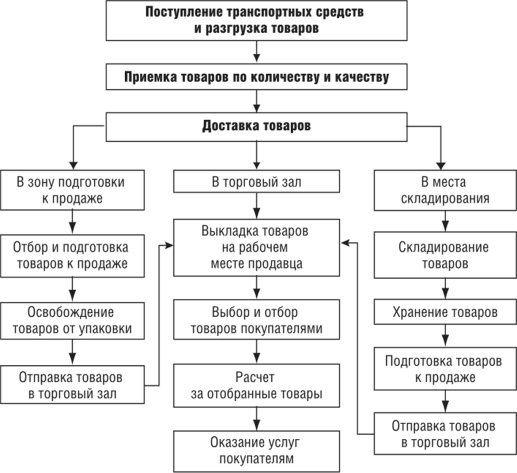 Поступление транспортных средств
и разгрузка товаров
Приемка товаров по количеству и качеству
Доставка товаров
В зону подготовки
к продаже
Отбор и подготовка
товаров к продаже
Освобождение
товаров от упаковки
Отправка товаров
в торговый зал
В торговый зал
Выкладка товаров
на рабочем
месте продавца
Выбор и отбор
товаров покупателями
Расчет
за отобранные товары
Оказание услуг
покупателям
В места
складирования
Складирование
товаров
Хранение товаров
Подготовка товаров
к продаже
Отправка товаров
в торговый зал